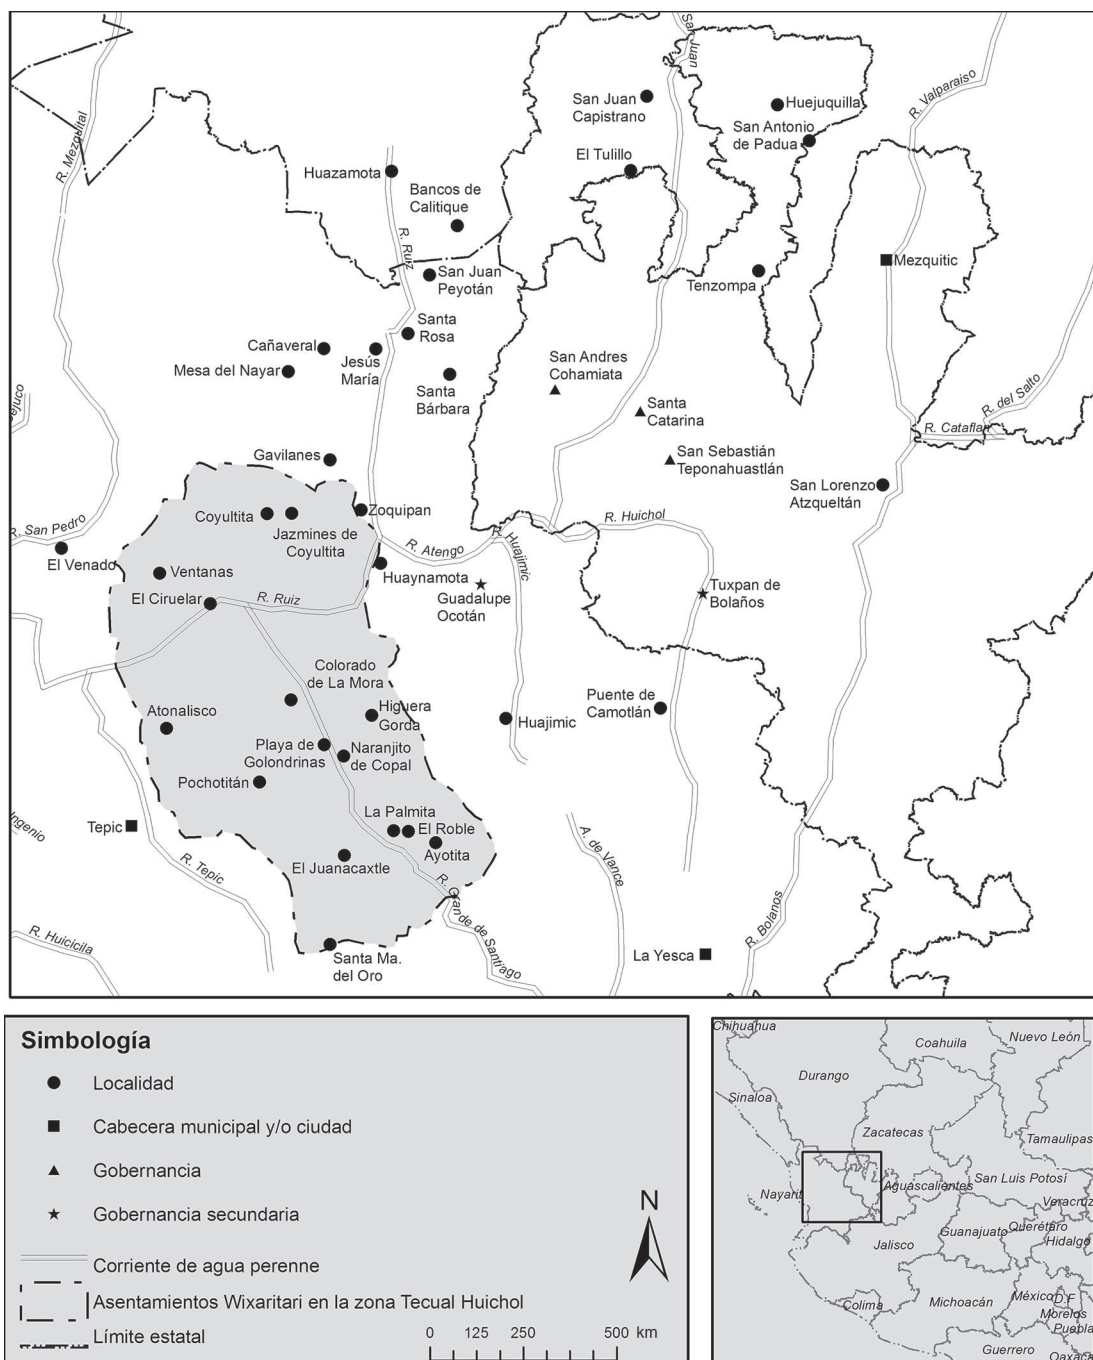 San Juan
R. Mezquital
R. Valparaiso
San Juan
Capistrano
Huejuquilla
San Antonio
de Padua
El Tulillo
Huazamota
Bancos de
Calitique
R. Ruiz
San Juan
Peyotán
Mezquitic
Tenzompa
Santa
Rosa
Cañaveral
Jesús
María
Mesa del Nayar
Santa
Bárbara
San Andres
Cohamiata
Santa
Catarina
R. del Salto
R. Cataflan
ejuco
Gavilanes
San Sebastián
Teponahuastlán
San Lorenzo
Atzqueltán
Coyultita
Jazmines de
Coyultita
Zoquipan
R. Huichol
R. San Pedro
El Venado
Ventanas
R. Atengo
R. Huajimic
Huaynamota
Guadalupe
Ocotán
Tuxpan de
Bolaños
El Ciruelar
R. Ruiz
Colorado
de La Mora
Higuera
Gorda
Atonalisco
Huajimic
Puente de
Camotlán
Playa de
Golondrinas
Naranjito
de Copal
Pochotitán
La Palmita
El Roble
Ayotita
Ingenio
Tepic
R. Tepic
El Juanacaxtle
A. de Vance
R. Grande de Santiago
R. Bolanos
R. Huicicila
Santa Ma.
del Oro
La Yesca
Simbología
Localidad
Cabecera municipal y/o ciudad
Gobernancia
Gobernancia secundaria
Corriente de agua perenne
Asentamientos Wixaritari en la zona Tecual Huichol
Límite estatal
N
0 125 250 500 km
Chihuahua
Coahuila
Nuevo León
Durango
Sinaloa
Zacatecas
Tamaulipas
Nayarit
Aguascalientes
San Luis Potosí
Veracruz
Jalisco
Guanajuato
Querétaro
Hidalgo
Colima
Michoacán
México
D.F
Morelos
Puebla
Guerrero
Oaxaca